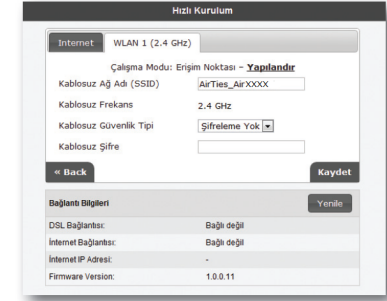 Hızlı Kurulum
Internet WLAN 1 (2.4 GHz)
Çalışma Modu: Erişim Noktası – Yapılandır
Kablosuz Ağ Adı (SSID) AirTies_AirXXXX
Kablosuz Frekans 2.4 GHz
Kablosuz Güvenlik Tipi Şifreleme Yok
Kablosuz Şifre
« Back Kaydet
Bağlantı Bilgileri Yenile
DSL Bağlantısı: Bağlı değil
İnternet Bağlantısı: Bağlı değil
İnternet IP Adresi: -
Firmware Version: 1.0.0.11